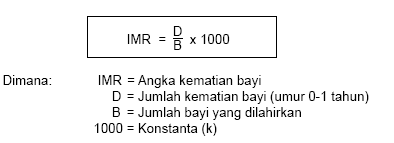 IMR = D/B x 1000
Dimana: IMR = Angka kematian bayi
D = Jumlah kematian bayi (umur 0-1 tahun)
B = Jumlah bayi yang dilahirkan
1000 = Konstanta (k)